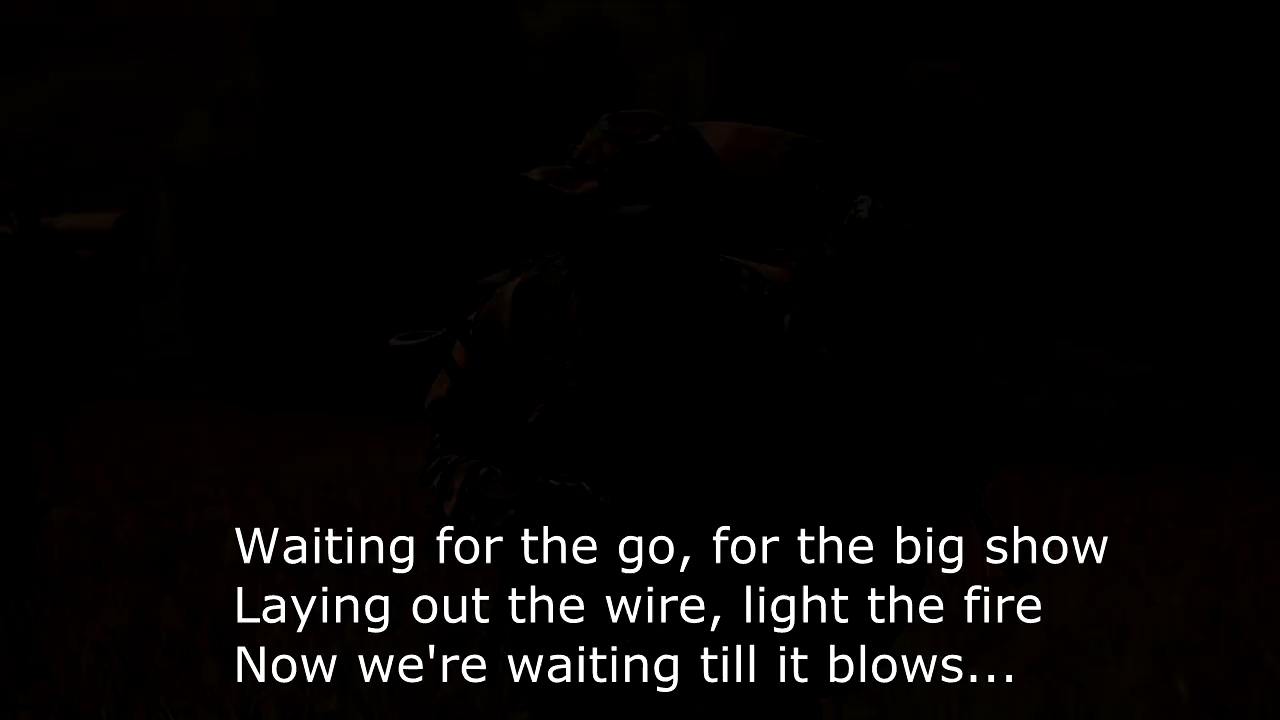 Waiting for the go, for the big show
Laying out the wire, light the fire
Now we're waiting till it blows...